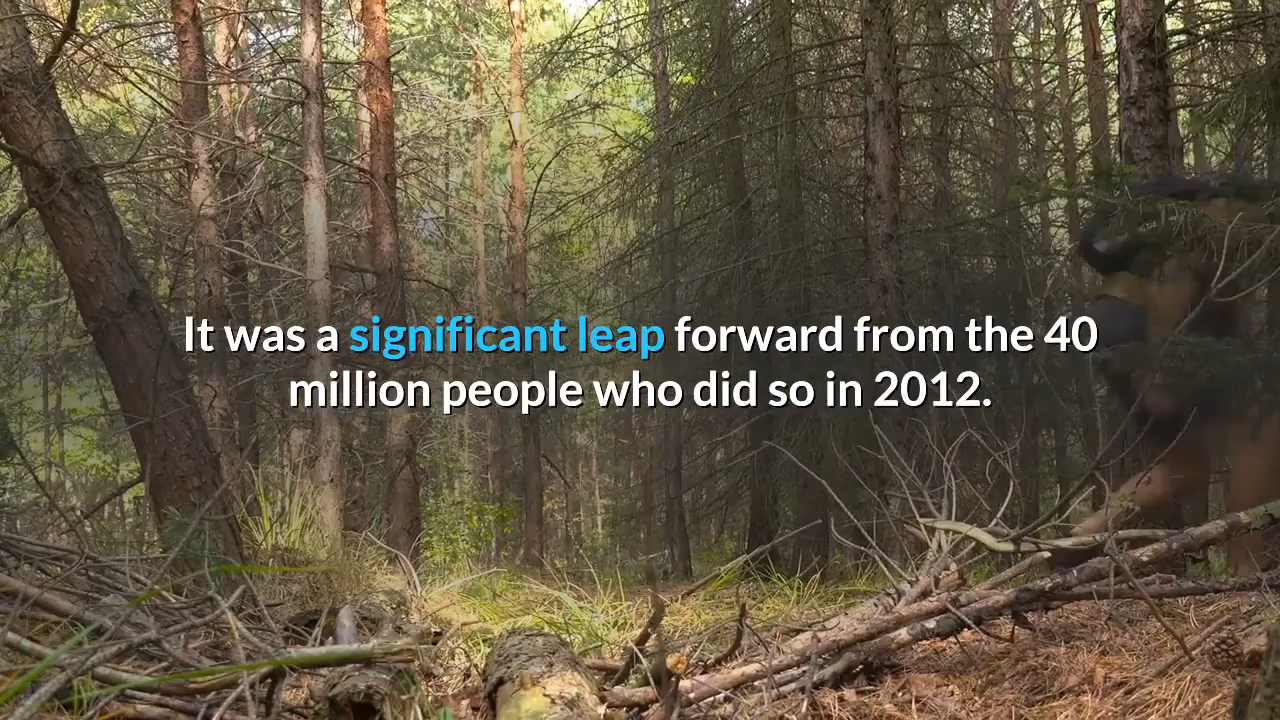 It was a significant leap forward from the 40
million people who did so in 2012.